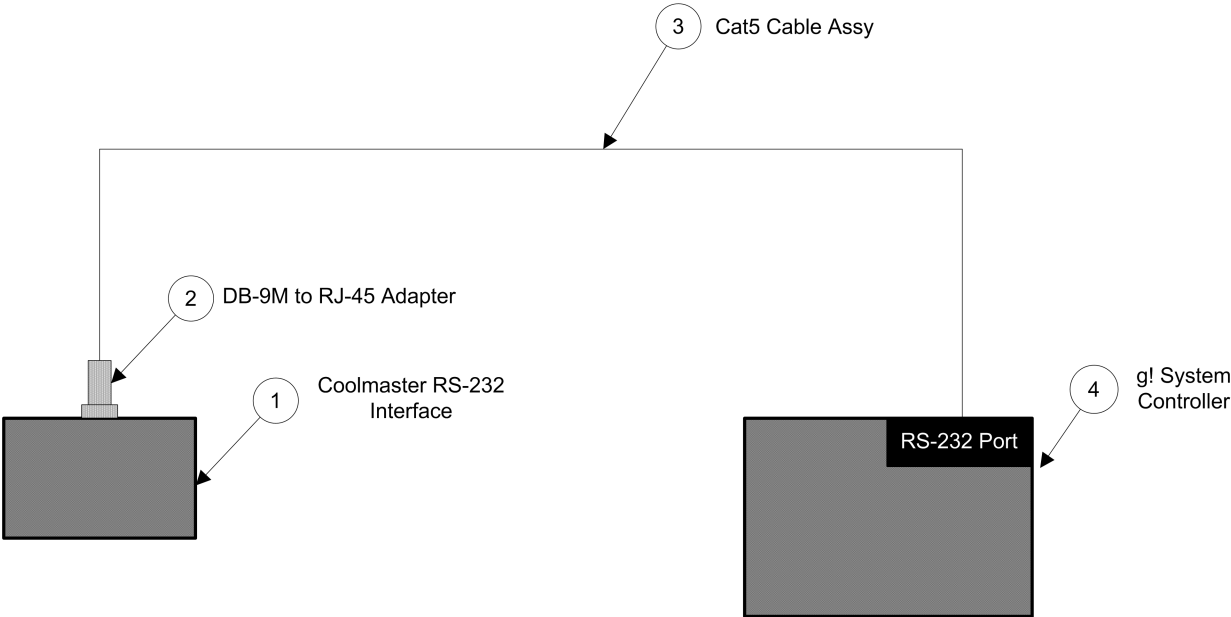 3 Cat5 Cable Assy
2 DB-9M to RJ-45 Adapter
1
Coolmaster RS-232
Interface
4
g! System
Controller
RS-232 Port